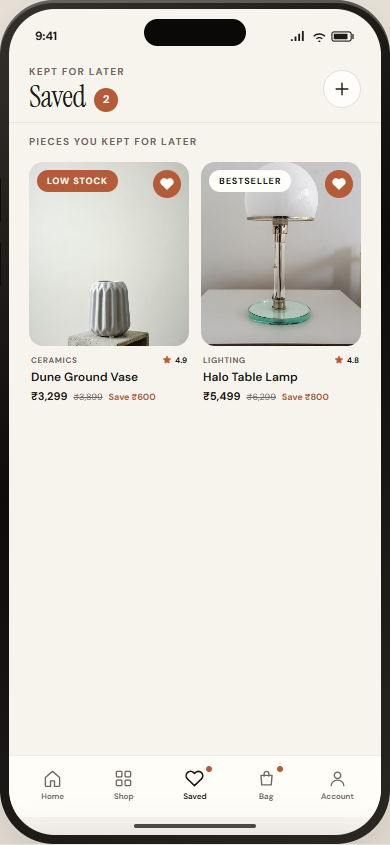 9:41
KEPT FOR LATER
Saved 2
PIECES YOU KEPT FOR LATER
LOW STOCK
BESTSELLER
CERAMICS ★ 4.9
Dune Ground Vase
₹3,299 ₹3,899 Save ₹600
LIGHTING ★ 4.8
Halo Table Lamp
₹5,499 ₹6,299 Save ₹800
Home Shop Saved Bag Account